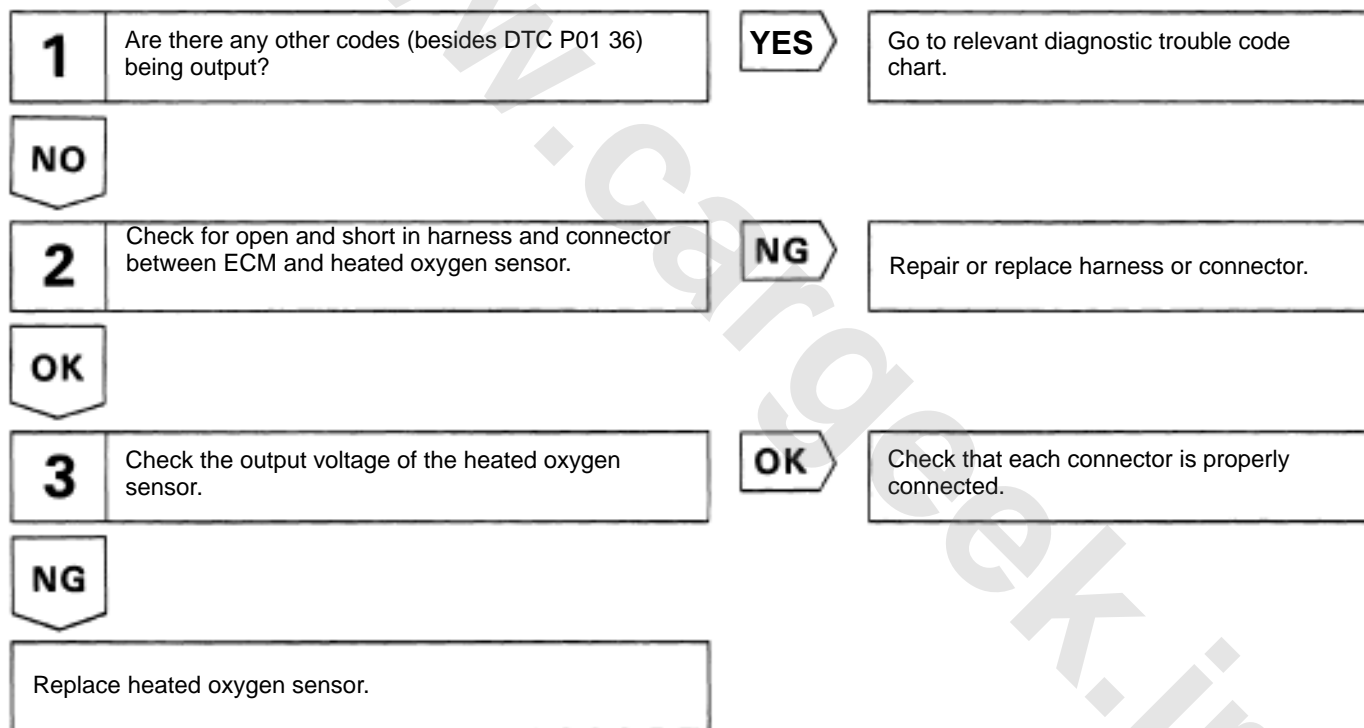 1
Are there any other codes (besides DTC P01 36)
being output?
YES
Go to relevant diagnostic trouble code
chart.
NO
2
Check for open and short in harness and connector
between ECM and heated oxygen sensor.
NG
Repair or replace harness or connector.
OK
3
Check the output voltage of the heated oxygen
sensor.
OK
Check that each connector is properly
connected.
NG
Replace heated oxygen sensor.
w.cargeek.i